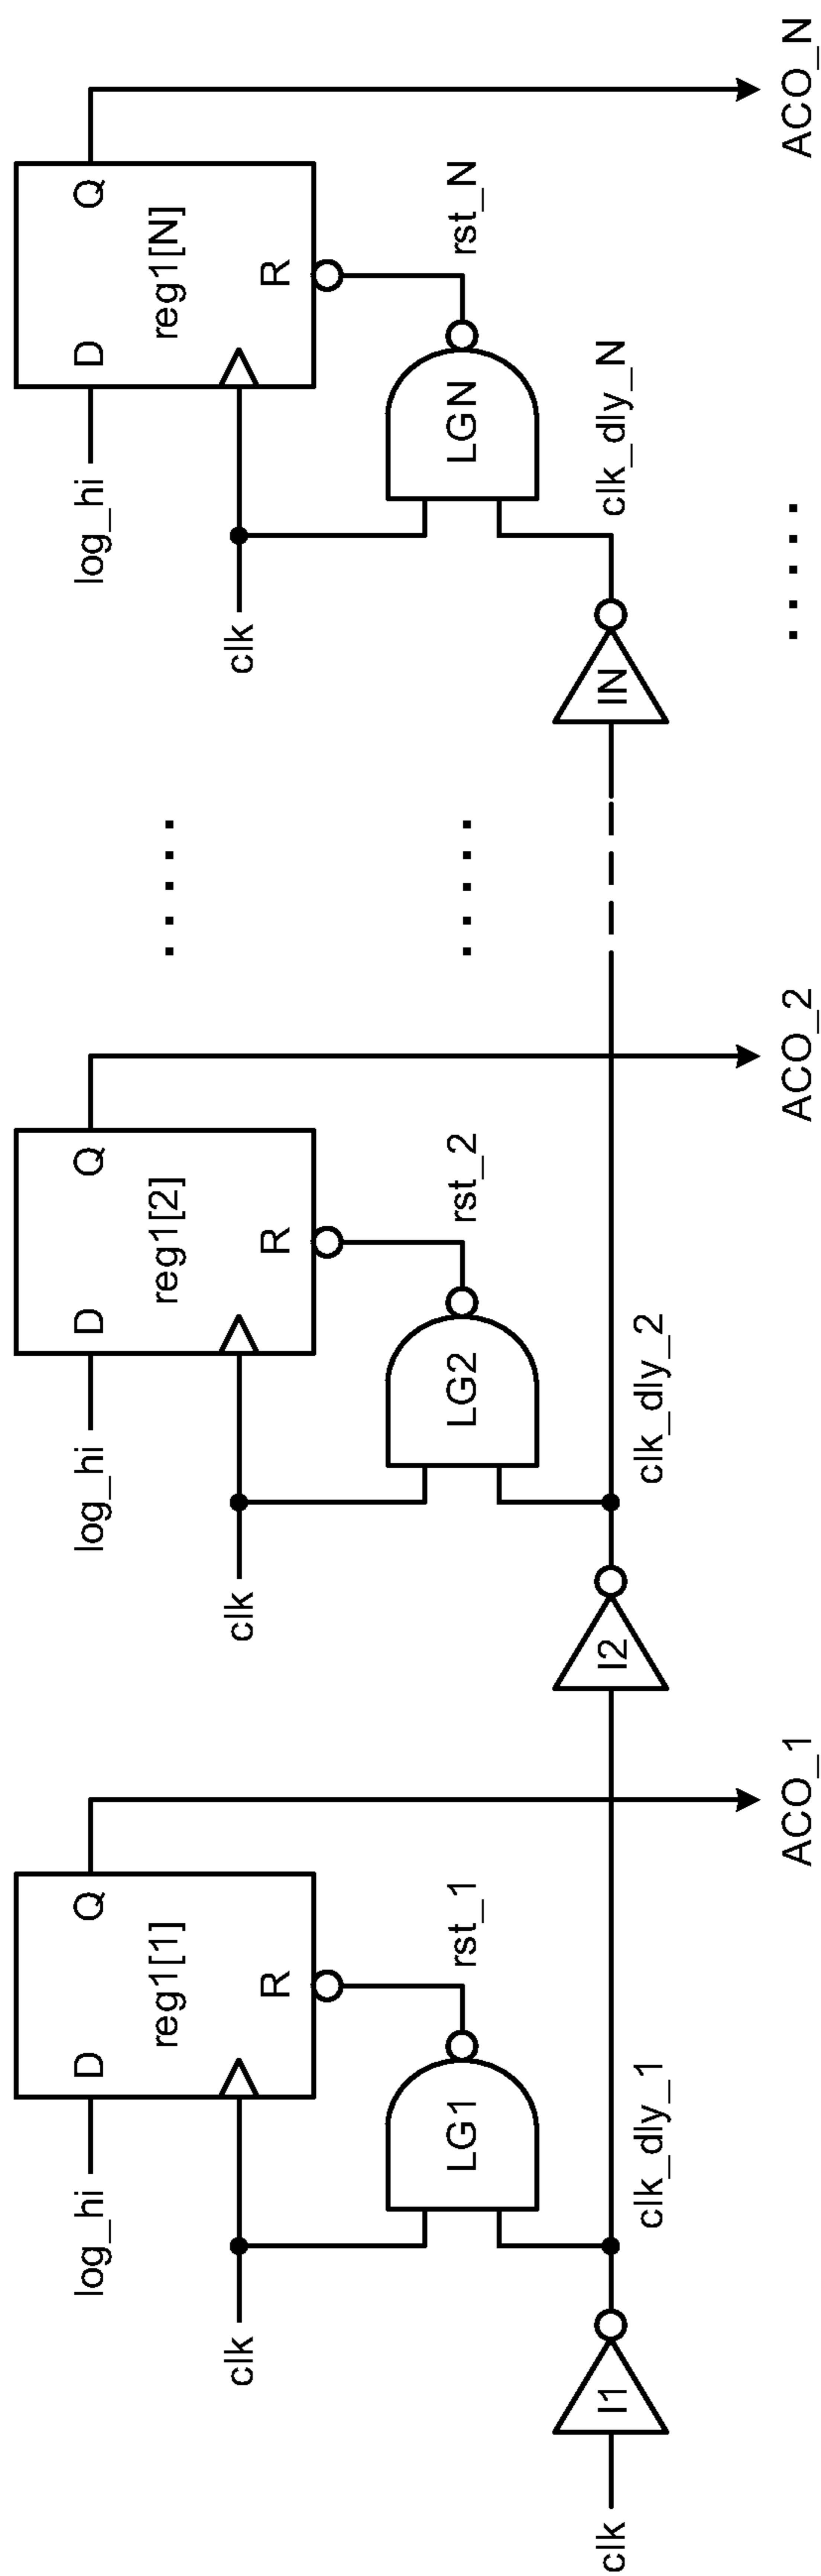 log_hi
D
Q
reg1[1]
R
clk
LG1
rst_1
clk
I1
clk_dly_1
ACO_1
log_hi
D
Q
reg1[2]
R
clk
LG2
rst_2
I2
clk_dly_2
ACO_2
log_hi
D
Q
reg1[N]
R
clk
LGN
rst_N
IN
clk_dly_N
ACO_N